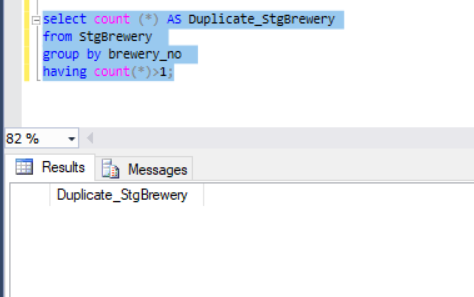 select count (*) AS Duplicate_StgBrewery
from StgBrewery
group by brewery_no
having count(*)>1;
82 %
Results Messages
Duplicate_StgBrewery